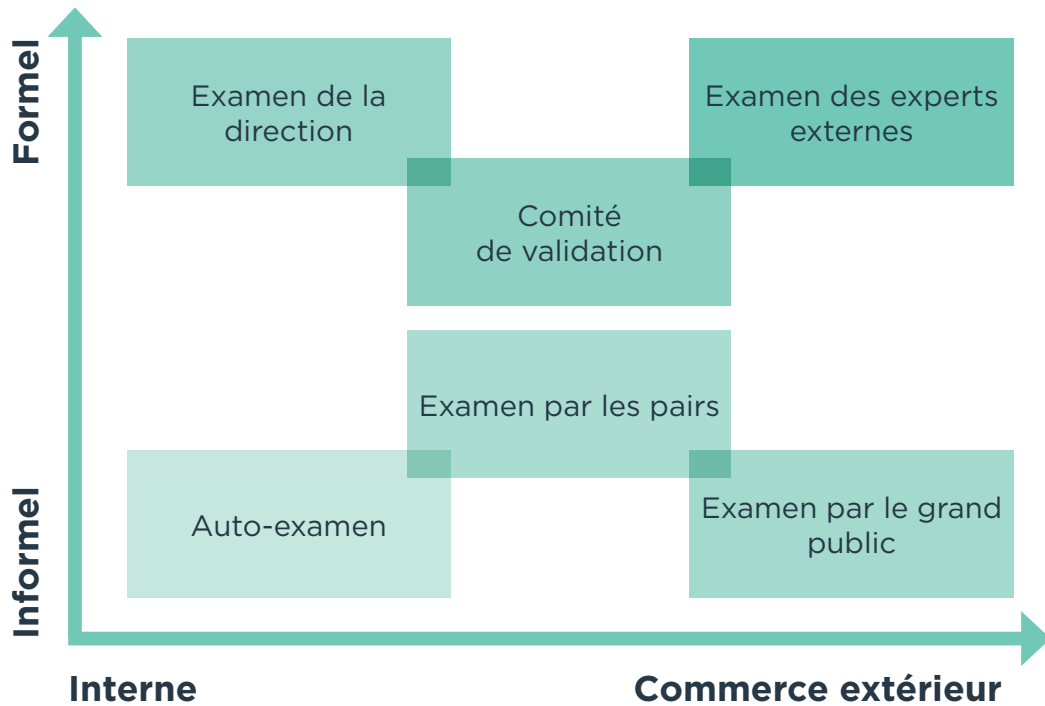 Formel
Examen de la
direction
Examen des experts
externes
Comité
de validation
Examen par les pairs
Informel
Auto-examen
Examen par le grand
public
Interne
Commerce extérieur